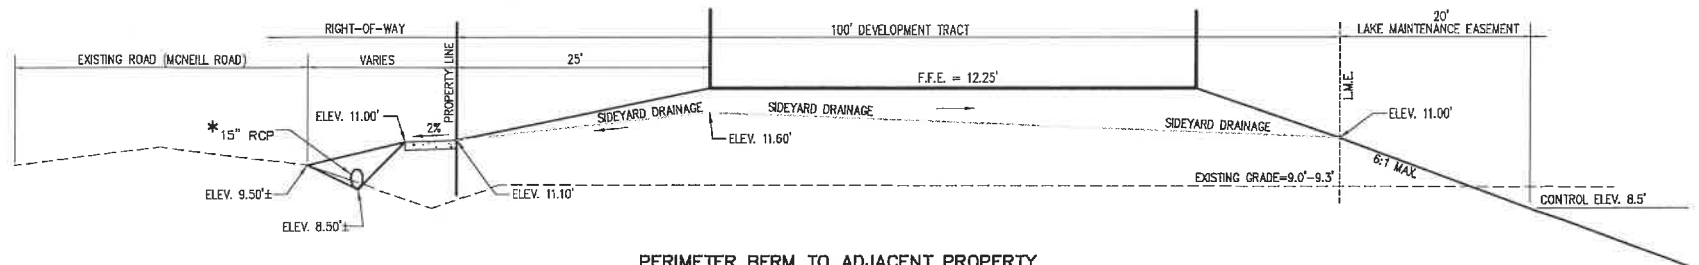 20'
RIGHT-OF-WAY
100' DEVELOPMENT TRACT
LAKE MAINTENANCE EASEMENT
EXISTING ROAD (MCNEILL ROAD)
VARIES
PROPERTY LINE
25'
F.F.E. = 12.25'
L.M.E.
ELEV. 11.00'
2%
SIDEYARD DRAINAGE
SIDEYARD DRAINAGE
SIDEYARD DRAINAGE
ELEV. 11.00'
*15" RCP
ELEV. 11.60'
6:1 MAX.
EXISTING GRADE=9.0'-9.3'
ELEV. 9.50'±
ELEV. 11.10'
CONTROL ELEV. 8.5'
ELEV. 8.50'±
PERIMETER BERM TO ADJACENT PROPERTY